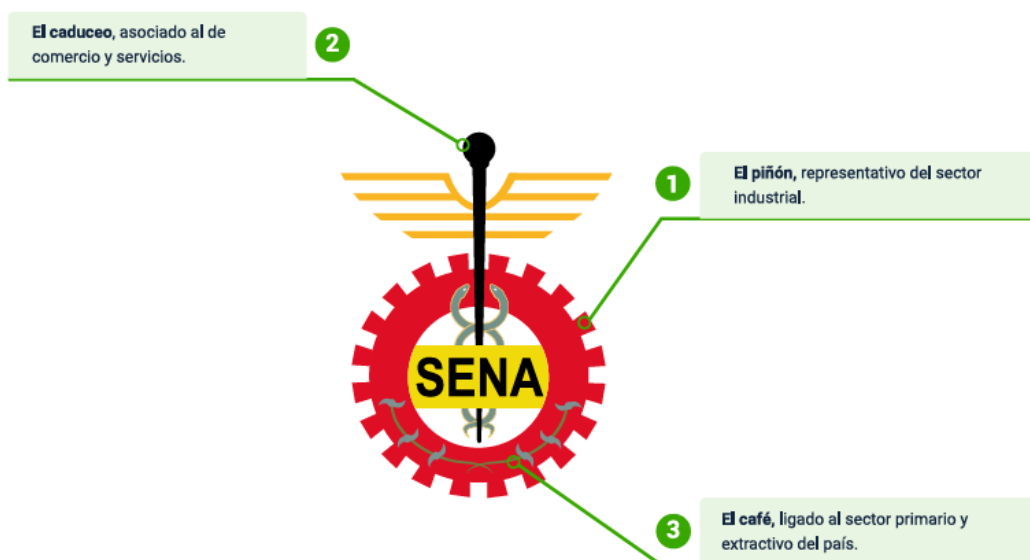 El caduceo, asociado al de
comercio y servicios.
2
1
El piñón, representativo del sector
industrial.
SENA
3
El café, ligado al sector primario y
extractivo del país.